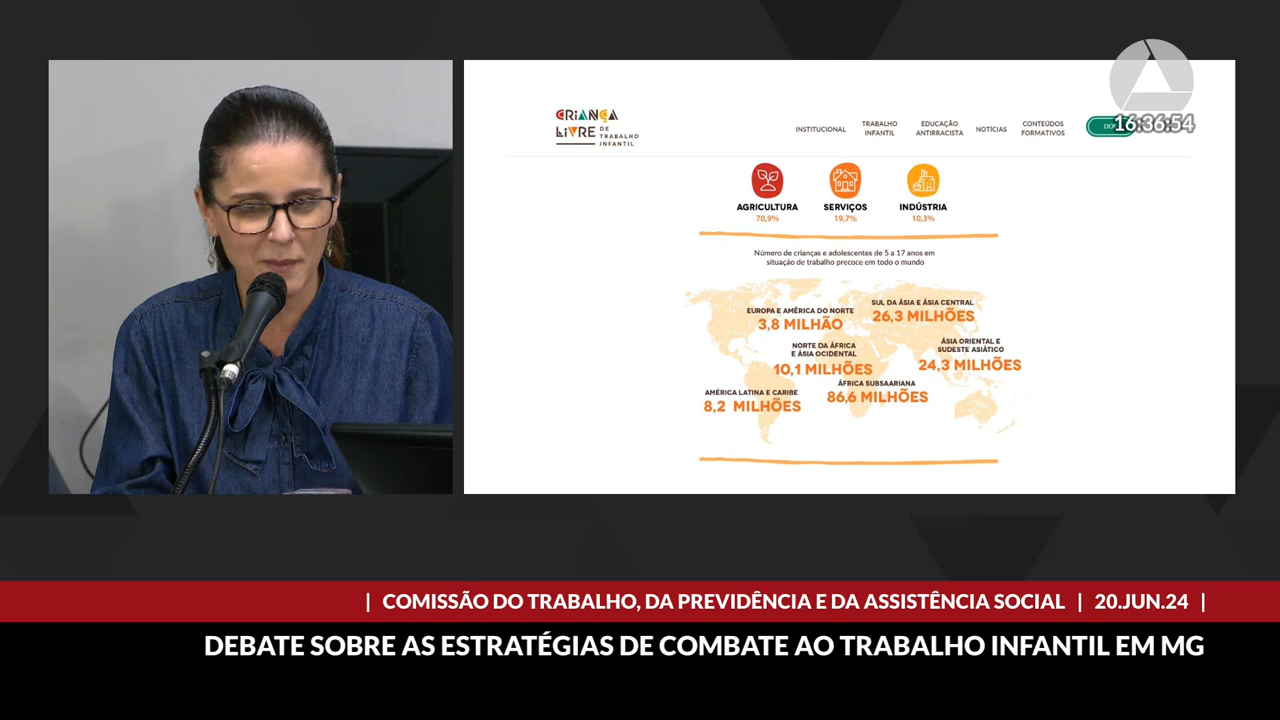 CRIANÇA
LIVRE DE
TRABALHO
INFANTIL
INSTITUCIONAL
TRABALHO
INFANTIL
EDUCAÇÃO
ANTIRRACISTA
NOTÍCIAS
CONTEÚDOS
FORMATIVOS
16:36:54
AGRICULTURA
70,9%
SERVIÇOS
19,7%
INDÚSTRIA
10,3%
Número de crianças e adolescentes de 5 a 17 anos em
situação de trabalho precoce em todo o mundo
EUROPA E AMÉRICA DO NORTE
3,8 MILHÃO
SUL DA ÁSIA E ÁSIA CENTRAL
26,3 MILHÕES
NORTE DA ÁFRICA
E ÁSIA OCIDENTAL
10,1 MILHÕES
ÁSIA ORIENTAL E
SUDESTE ASIÁTICO
24,3 MILHÕES
AMÉRICA LATINA E CARIBE
8,2 MILHÕES
ÁFRICA SUBSAARIANA
86,6 MILHÕES
| COMISSÃO DO TRABALHO, DA PREVIDÊNCIA E DA ASSISTÊNCIA SOCIAL | 20.JUN.24 |
DEBATE SOBRE AS ESTRATÉGIAS DE COMBATE AO TRABALHO INFANTIL EM MG